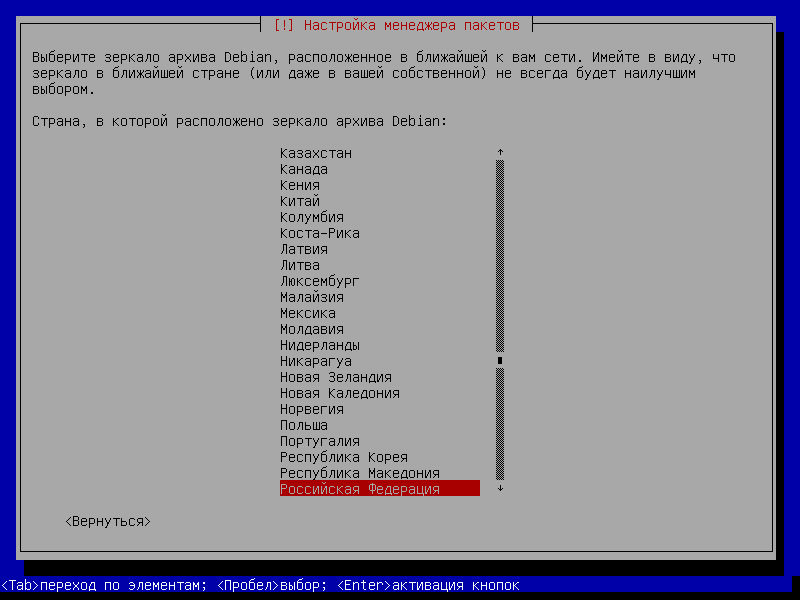 [!] Настройка менеджера пакетов
Выберите зеркало архива Debian, расположенное в ближайшей к вам сети. Имейте в виду, что
зеркало в ближайшей стране (или даже в вашей собственной) не всегда будет наилучшим
выбором.
Страна, в которой расположено зеркало архива Debian:
Казахстан
Канада
Кения
Китай
Колумбия
Коста-Рика
Латвия
Литва
Люксембург
Малайзия
Мексика
Молдавия
Нидерланды
Никарагуа
Новая Зеландия
Новая Каледония
Норвегия
Польша
Португалия
Республика Корея
Республика Македония
Российская Федерация
<Вернуться>
<Tab>переход по элементам; <Пробел>выбор; <Enter>активация кнопок